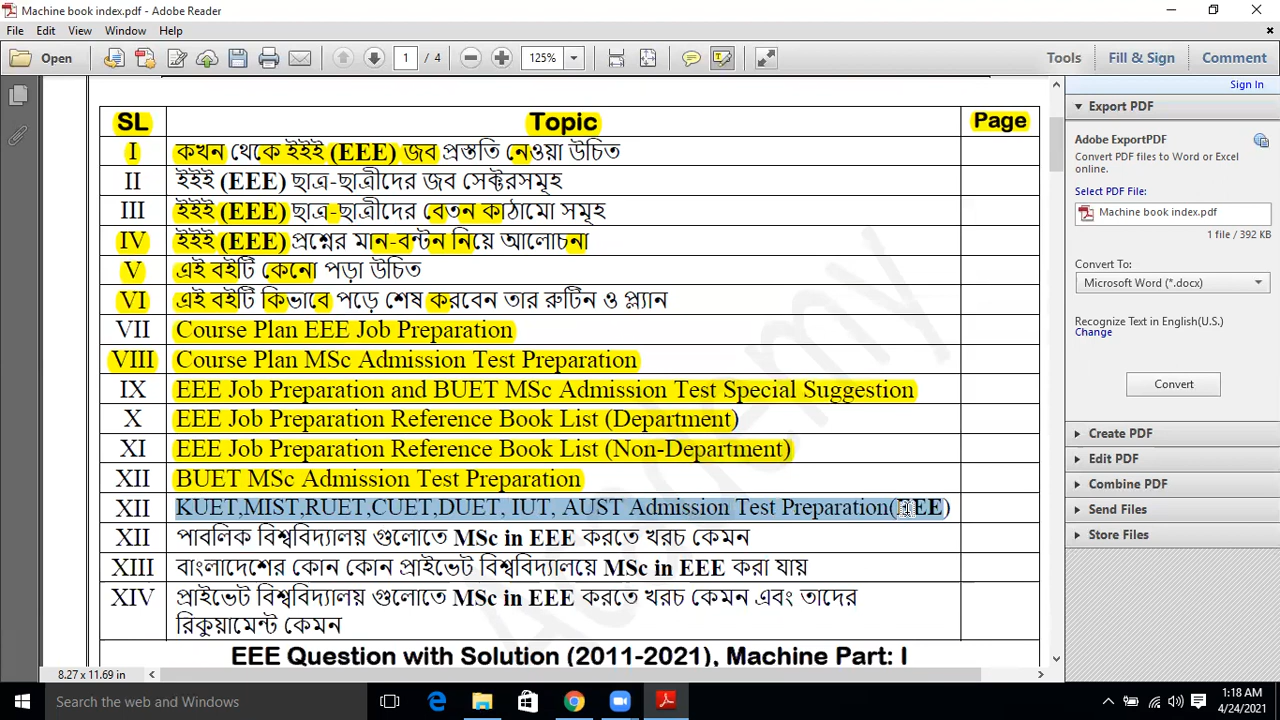 Machine book index.pdf - Adobe Reader
File Edit View Window Help
Open 1 / 4 125% Tools Fill & Sign Comment
Sign In
SL Topic Page
I কখন থেকে ইইই (EEE) জব প্রস্ততি নেওয়া উচিত
II ইইই (EEE) ছাত্র-ছাত্রীদের জব সেক্টরসমূহ
III ইইই (EEE) ছাত্র-ছাত্রীদের বেতন কাঠামো সমূহ
IV ইইই (EEE) প্রশ্নের মান-বন্টন নিয়ে আলোচনা
V এই বইটি কেনো পড়া উচিত
VI এই বইটি কিভাবে পড়ে শেষ করবেন তার রুটিন ও প্ল্যান
VII Course Plan EEE Job Preparation
VIII Course Plan MSc Admission Test Preparation
IX EEE Job Preparation and BUET MSc Admission Test Special Suggestion
X EEE Job Preparation Reference Book List (Department)
XI EEE Job Preparation Reference Book List (Non-Department)
XII BUET MSc Admission Test Preparation
XII KUET,MIST,RUET,CUET,DUET, IUT, AUST Admission Test Preparation(EEE)
XII পাবলিক বিশ্ববিদ্যালয় গুলোতে MSc in EEE করতে খরচ কেমন
XIII বাংলাদেশের কোন কোন প্রাইভেট বিশ্ববিদ্যালয়ে MSc in EEE করা যায়
XIV প্রাইভেট বিশ্ববিদ্যালয় গুলোতে MSc in EEE করতে খরচ কেমন এবং তাদের
রিকুয়ামেন্ট কেমন
EEE Question with Solution (2011-2021), Machine Part: I
Academy
8.27 x 11.69 in
Export PDF
Adobe ExportPDF
Convert PDF files to Word or Excel
online.
Select PDF File:
Machine book index.pdf
1 file / 392 KB
Convert To:
Microsoft Word (*.docx)
Recognize Text in English(U.S.)
Change
Convert
Create PDF
Edit PDF
Combine PDF
Send Files
Store Files
Search the web and Windows
1:18 AM
4/24/2021